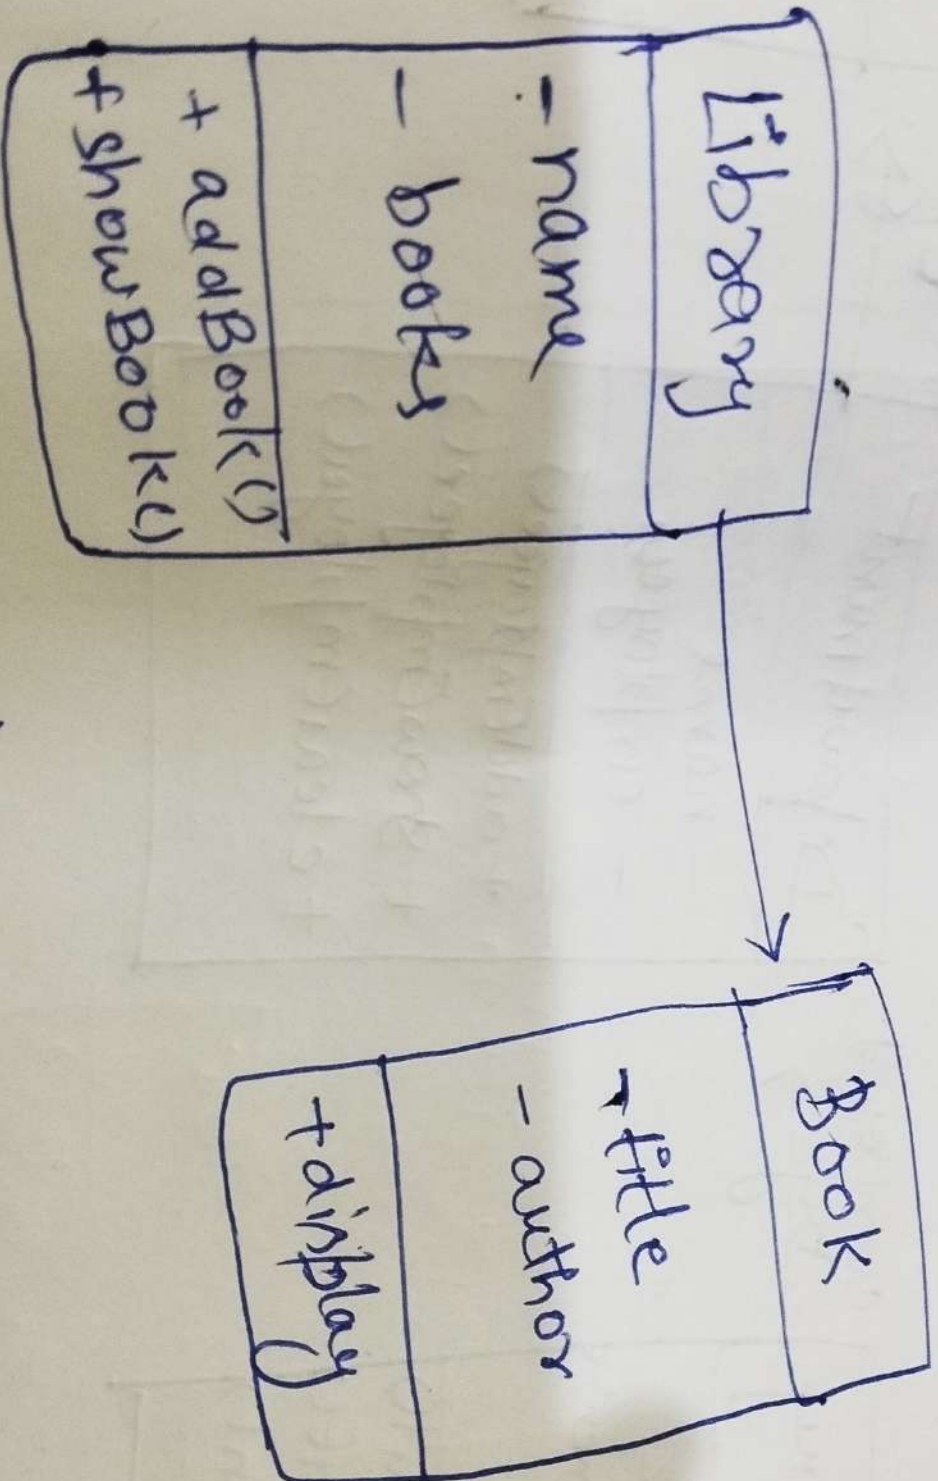 Library
- name
- books
+ addBook()
+ showBook()
Book
- title
- author
+ display